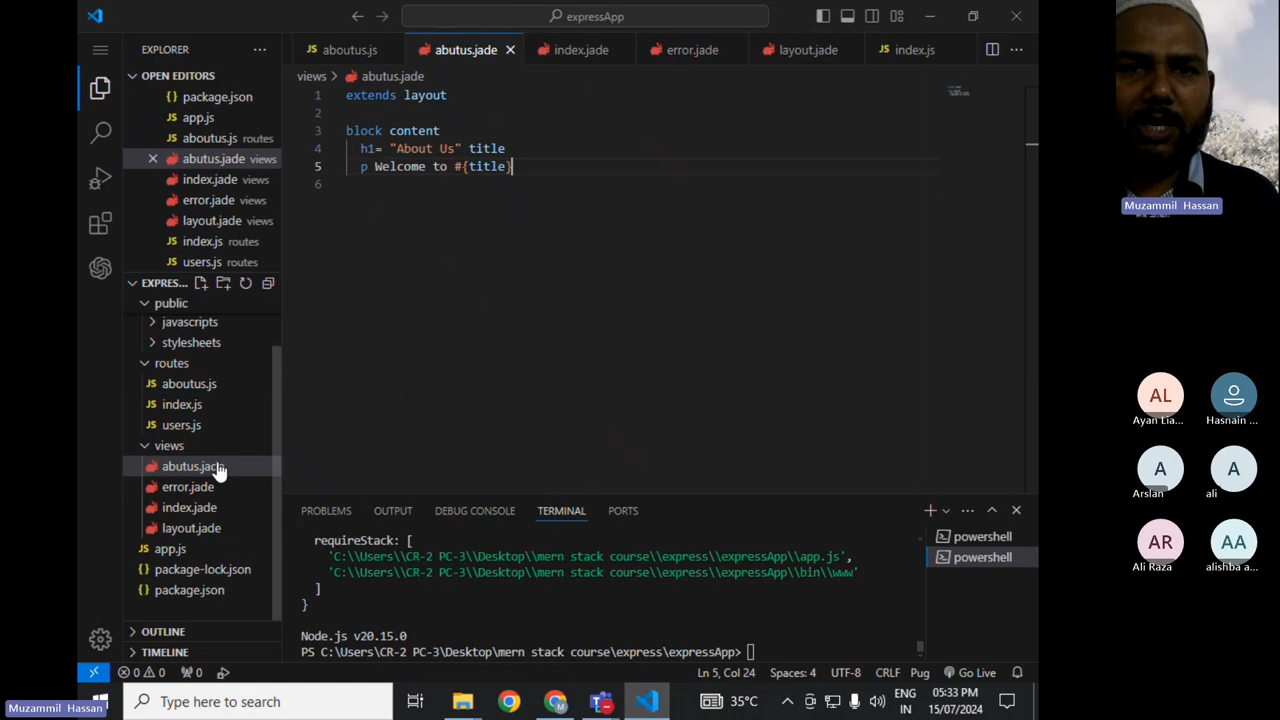 expressApp
EXPLORER
aboutus.js
abutus.jade
index.jade
error.jade
layout.jade
index.js
OPEN EDITORS
package.json
app.js
aboutus.js routes
abutus.jade views
index.jade views
error.jade views
layout.jade views
index.js routes
users.js routes
views
abutus.jade
1 extends layout
2
3 block content
4 h1= "About Us" title
5 p Welcome to #{title}
6
EXPRES...
public
javascripts
stylesheets
routes
aboutus.js
index.js
users.js
views
abutus.jade
error.jade
index.jade
layout.jade
app.js
package-lock.json
package.json
OUTLINE
TIMELINE
PROBLEMS
OUTPUT
DEBUG CONSOLE
TERMINAL
PORTS
requireStack: [
'C:\\Users\\CR-2 PC-3\\Desktop\\mern stack course\\express\\expressApp\\app.js',
'C:\\Users\\CR-2 PC-3\\Desktop\\mern stack course\\express\\expressApp\\bin\\www'
]
}
Node.js v20.15.0
PS C:\Users\CR-2 PC-3\Desktop\mern stack course\express\expressApp>
powershell
powershell
0 0 0
Ln 5, Col 24
Spaces: 4
UTF-8
CRLF
Pug
Go Live
Type here to search
35°C
ENG
IN
05:33 PM
15/07/2024
Muzammil Hassan
Muzammil Hassan
AL
Ayan Lia...
Hasnain ...
A
Arslan
A
ali
AR
Ali Raza
AA
alishba a...